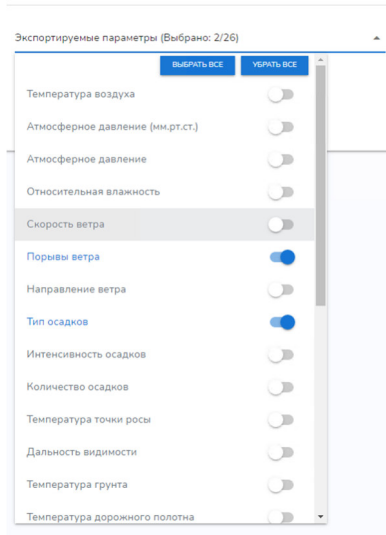 Экспортируемые параметры (Выбрано: 2/26)
ВЫБРАТЬ ВСЕ УБРАТЬ ВСЕ
Температура воздуха
Атмосферное давление (мм.рт.ст.)
Атмосферное давление
Относительная влажность
Скорость ветра
Порывы ветра
Направление ветра
Тип осадков
Интенсивность осадков
Количество осадков
Температура точки росы
Дальность видимости
Температура грунта
Температура дорожного полотна